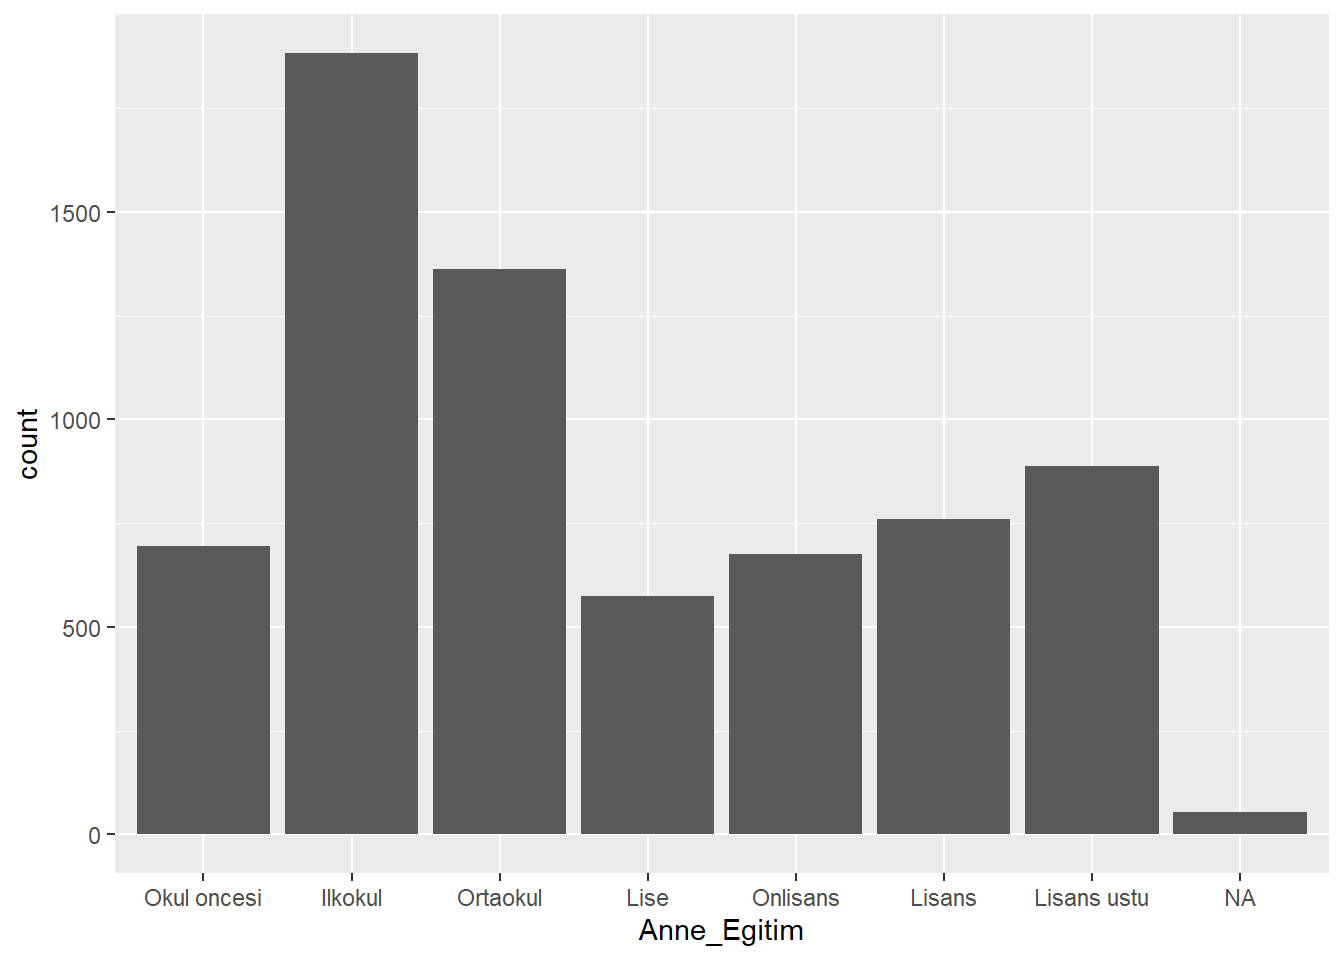 count
1500
1000
500
0
Okul oncesi Ilkokul Ortaokul Lise Onlisans Lisans Lisans ustu NA
Anne_Egitim